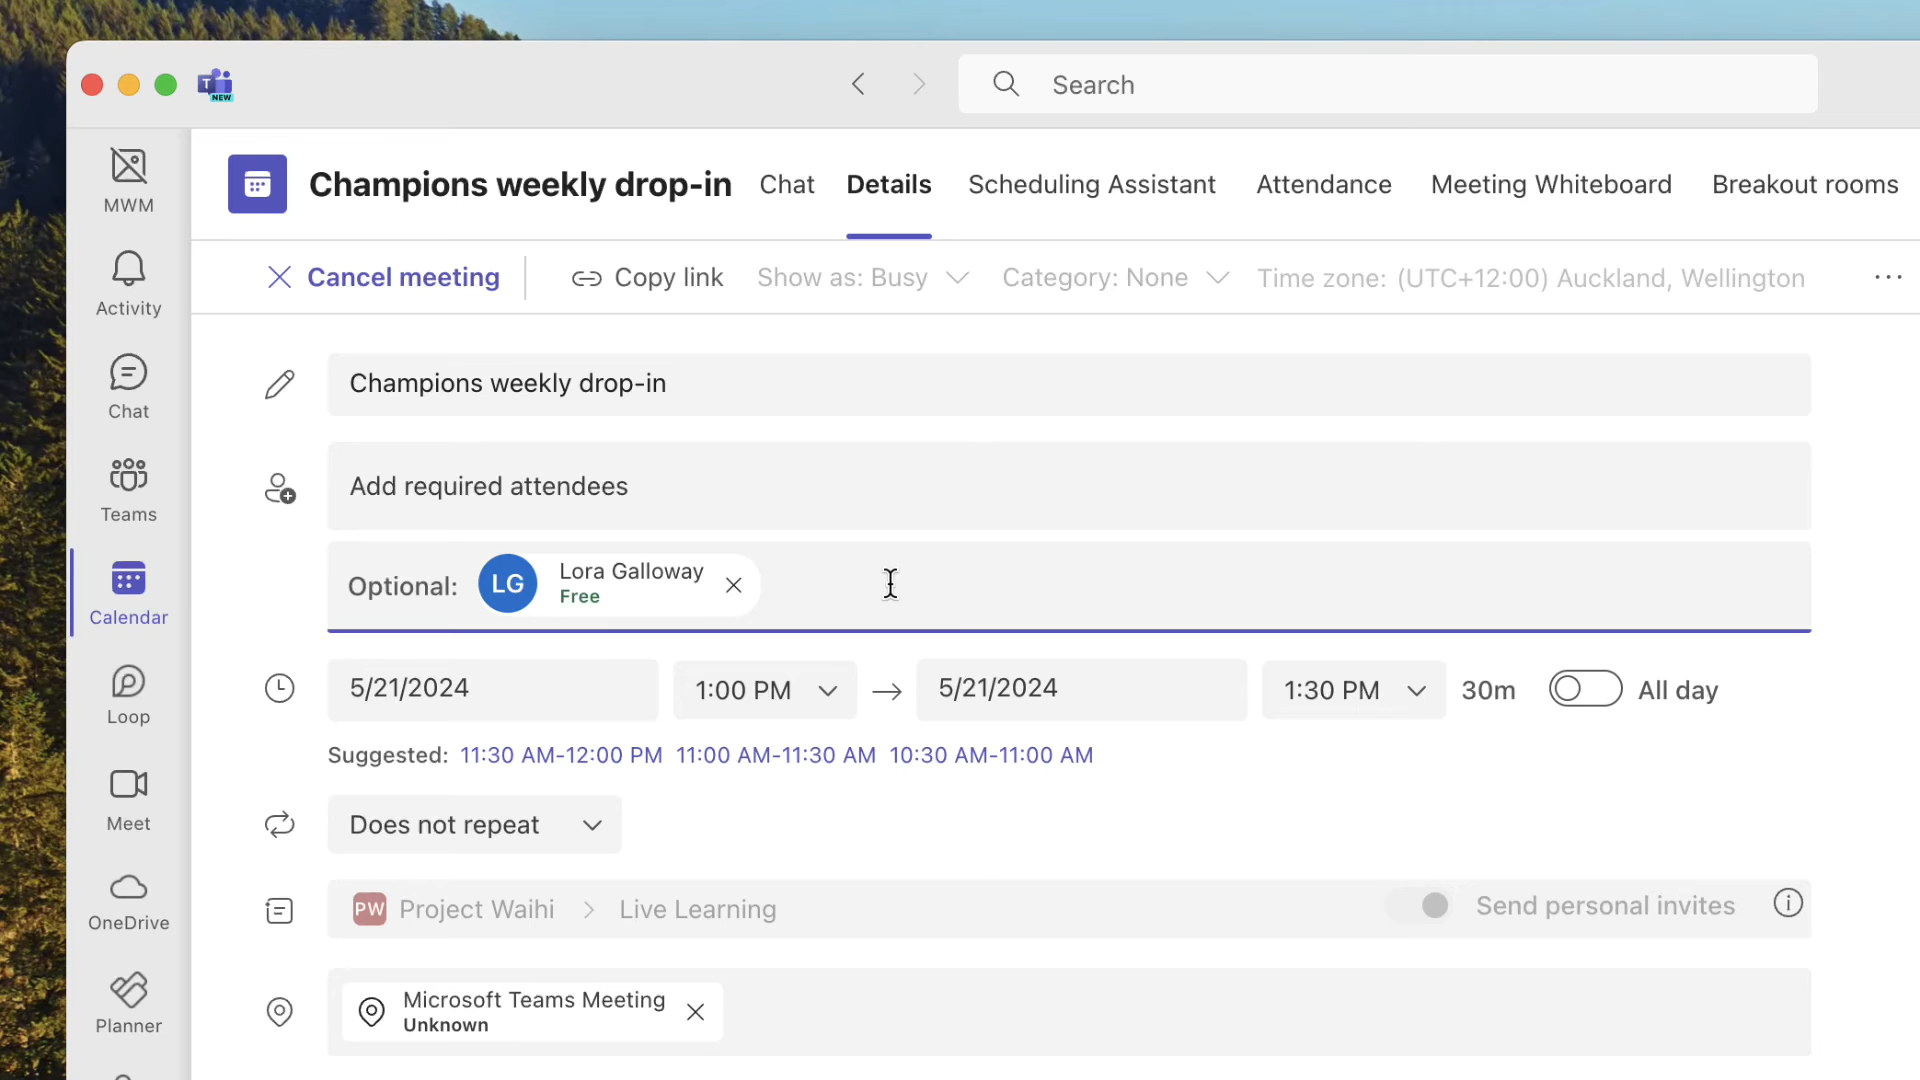 T NEW
Search
Champions weekly drop-in Chat Details Scheduling Assistant Attendance Meeting Whiteboard Breakout rooms
Cancel meeting Copy link Show as: Busy Category: None Time zone: (UTC+12:00) Auckland, Wellington ...
MWM
Activity
Chat
Teams
Calendar
Loop
Meet
OneDrive
Planner
Champions weekly drop-in
Add required attendees
Optional: LG Lora Galloway
Free
5/21/2024 1:00 PM → 5/21/2024 1:30 PM 30m All day
Suggested: 11:30 AM-12:00 PM 11:00 AM-11:30 AM 10:30 AM-11:00 AM
Does not repeat
PW Project Waihi > Live Learning Send personal invites
Microsoft Teams Meeting
Unknown